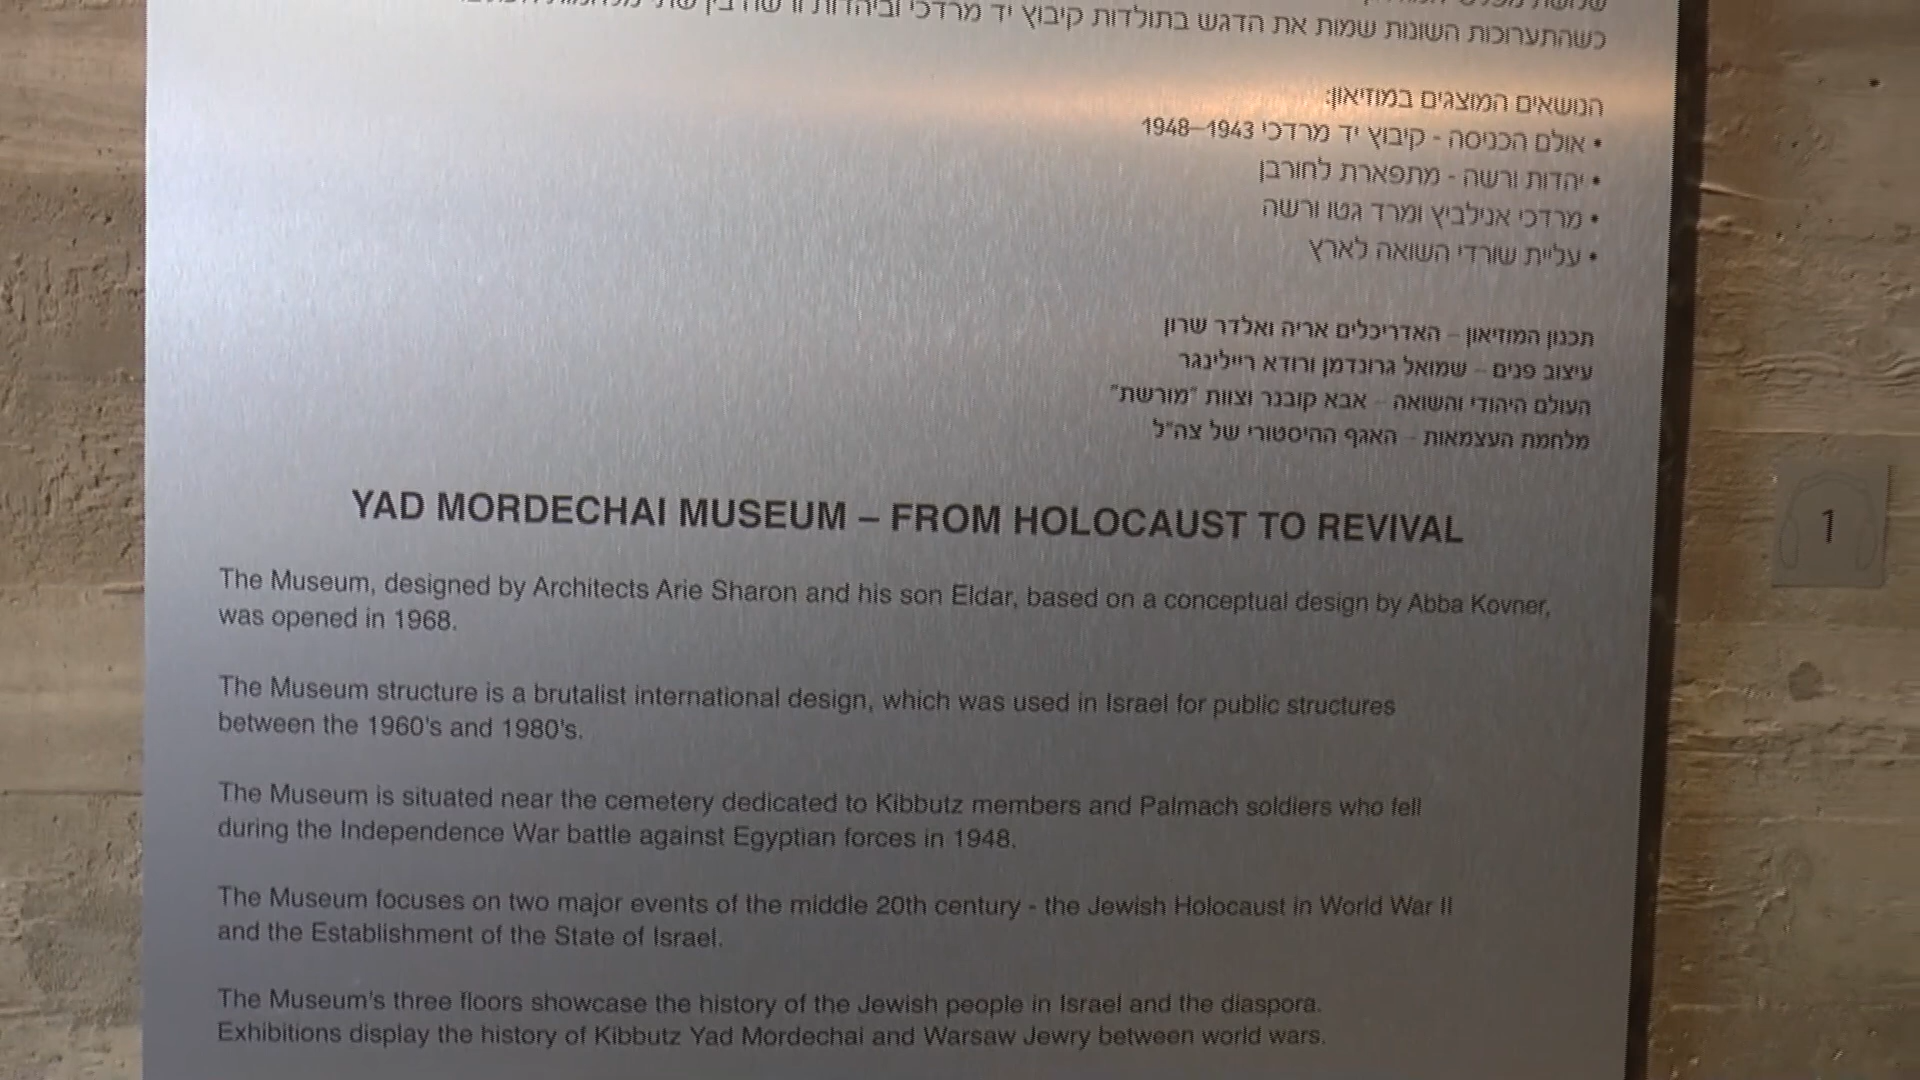 כשהתערוכות השונות שמות את הדגש בתולדות קיבוץ יד מרדכי וביהדות ורשה בין שתי
הנושאים המוצגים במוזיאון:
• אולם הכניסה - קיבוץ יד מרדכי 1943–1948
• יהדות ורשה - מתפארת לחורבן
• מרדכי אנילביץ ומרד גטו ורשה
• עליית שורדי השואה לארץ
תכנון המוזיאון – האדריכלים אריה ואלדר שרון
עיצוב פנים – שמואל גרונדמן ורודא ריילינגר
העולם היהודי והשואה – אבא קובנר וצוות "מורשת"
מלחמת העצמאות – האגף ההיסטורי של צה"ל
YAD MORDECHAI MUSEUM – FROM HOLOCAUST TO REVIVAL
The Museum, designed by Architects Arie Sharon and his son Eldar, based on a conceptual design by Abba Kovner,
was opened in 1968.
The Museum structure is a brutalist international design, which was used in Israel for public structures
between the 1960's and 1980's.
The Museum is situated near the cemetery dedicated to Kibbutz members and Palmach soldiers who fell
during the Independence War battle against Egyptian forces in 1948.
The Museum focuses on two major events of the middle 20th century - the Jewish Holocaust in World War II
and the Establishment of the State of Israel.
The Museum's three floors showcase the history of the Jewish people in Israel and the diaspora.
Exhibitions display the history of Kibbutz Yad Mordechai and Warsaw Jewry between world wars.
1